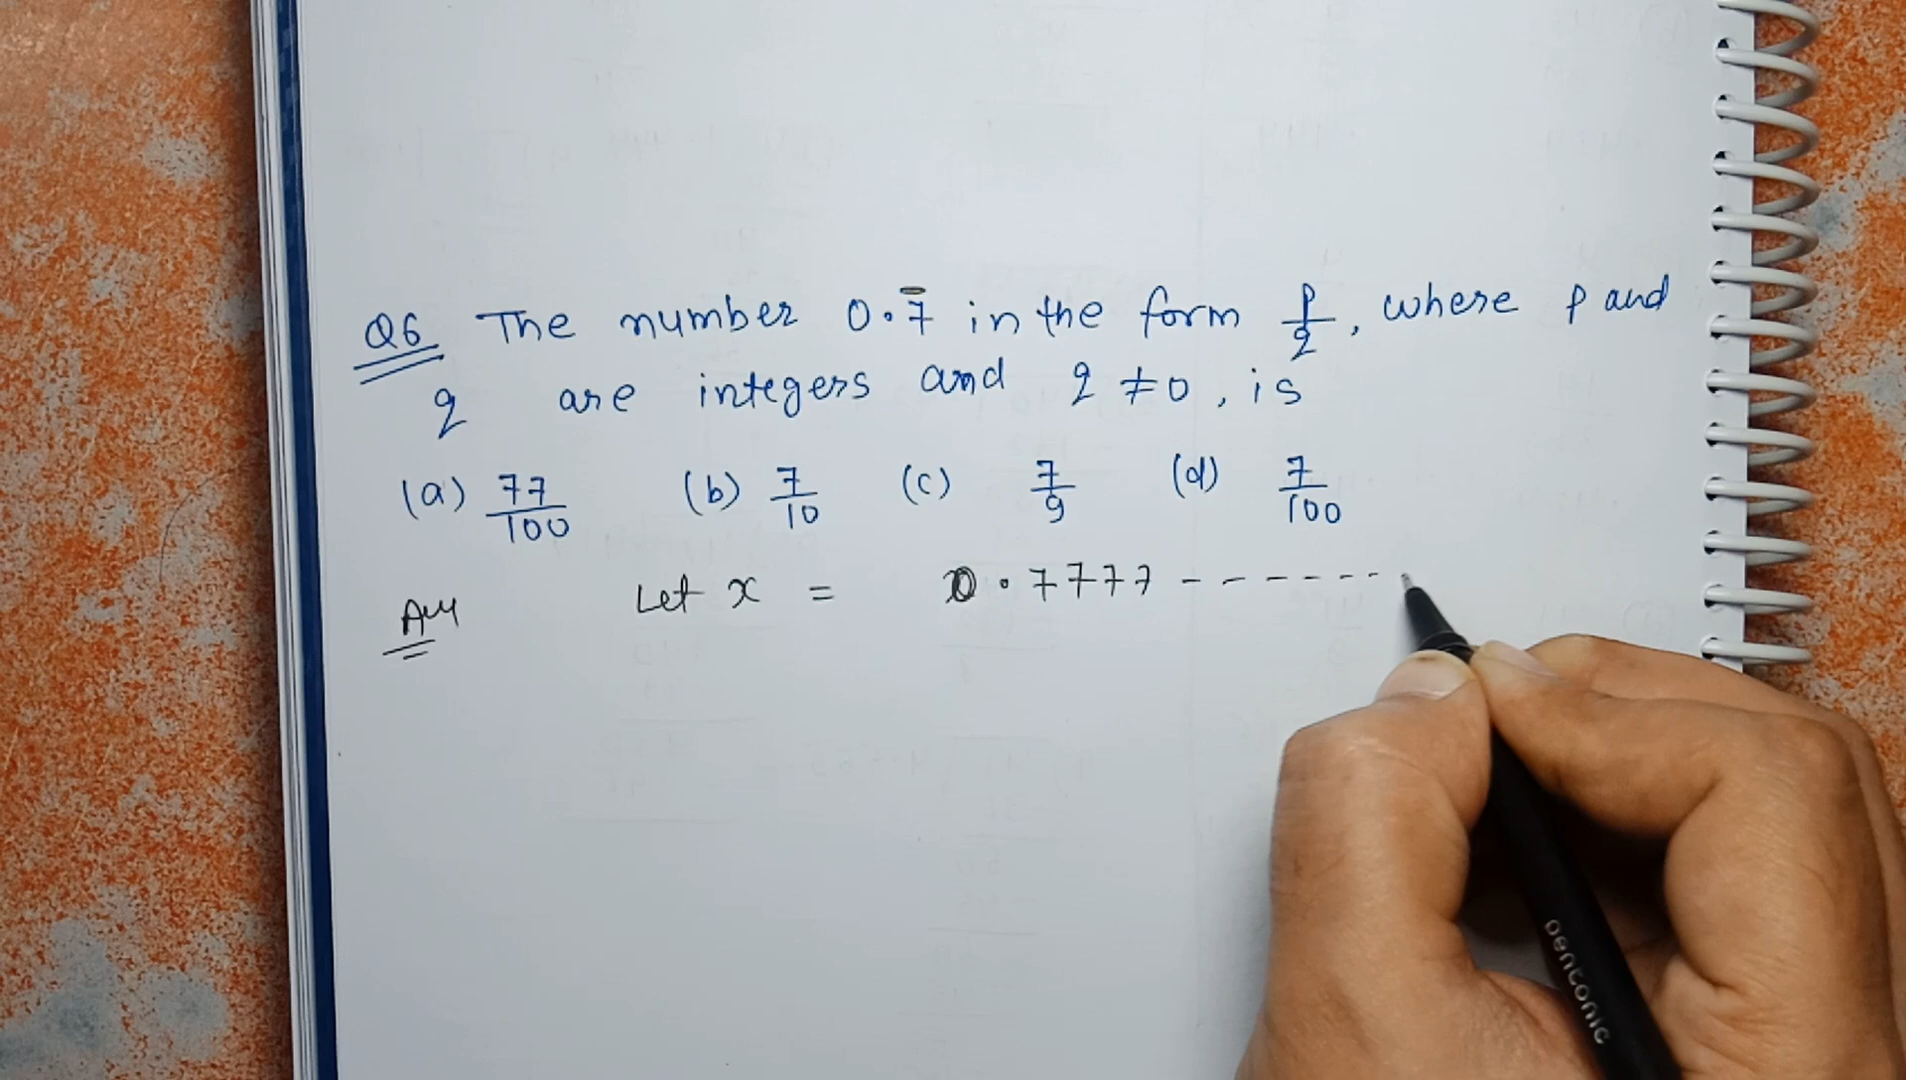 Q6 The number 0.7̅ in the form p/q, where p and
q are integers and q ≠ 0, is
(a) 77/100 (b) 7/10 (c) 7/9 (d) 7/100
Ans Let x = 0.7777 - - - - - - -
pentonic